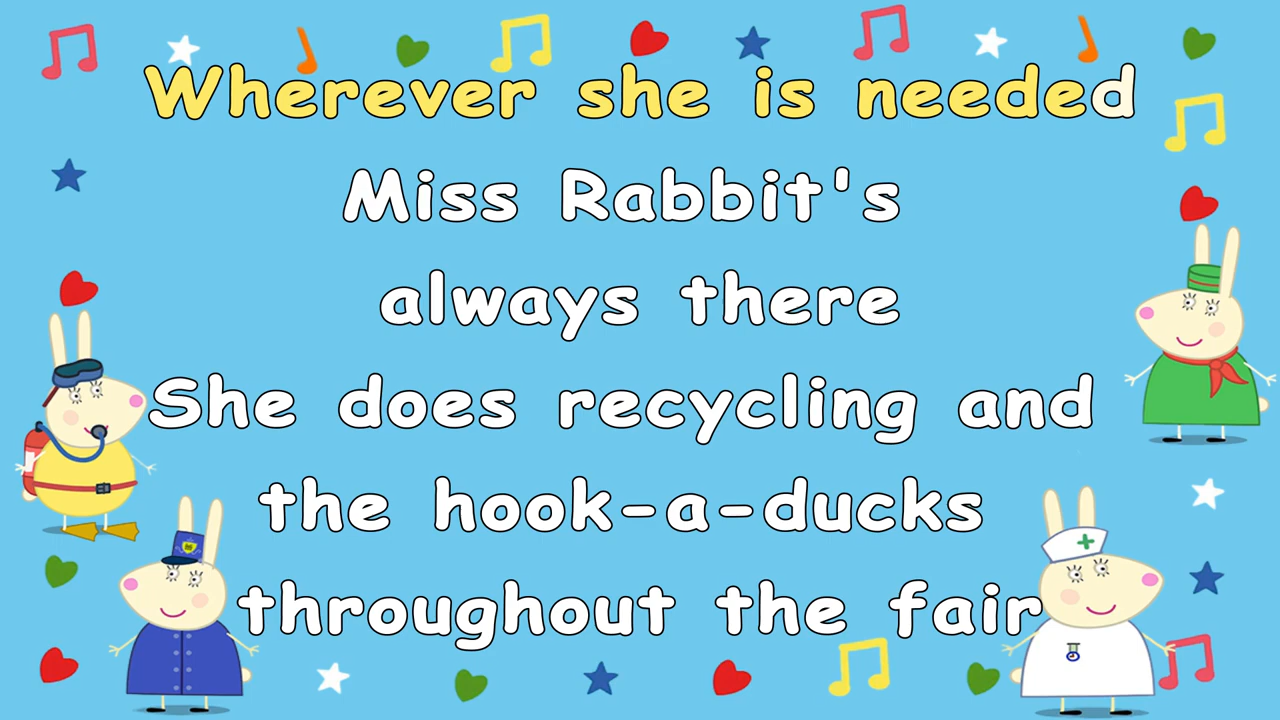 Wherever she is needed
Miss Rabbit's
always there
She does recycling and
the hook-a-ducks
throughout the fair